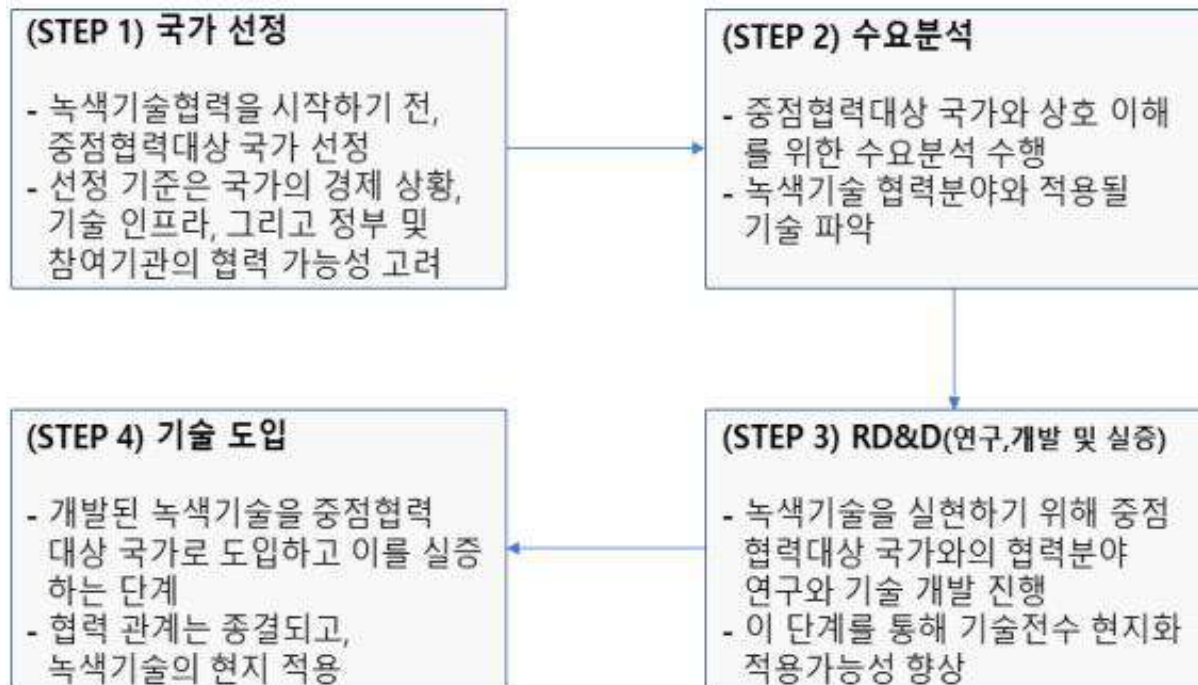 (STEP 1) 국가 선정
- 녹색기술협력을 시작하기 전,
중점협력대상 국가 선정
- 선정 기준은 국가의 경제 상황,
기술 인프라, 그리고 정부 및
참여기관의 협력 가능성 고려
(STEP 2) 수요분석
- 중점협력대상 국가와 상호 이해
를 위한 수요분석 수행
- 녹색기술 협력분야와 적용될
기술 파악
(STEP 3) RD&D(연구,개발 및 실증)
- 녹색기술을 실현하기 위해 중점
협력대상 국가와의 협력분야
연구와 기술 개발 진행
- 이 단계를 통해 기술전수 현지화
적용가능성 향상
(STEP 4) 기술 도입
- 개발된 녹색기술을 중점협력
대상 국가로 도입하고 이를 실증
하는 단계
- 협력 관계는 종결되고,
녹색기술의 현지 적용